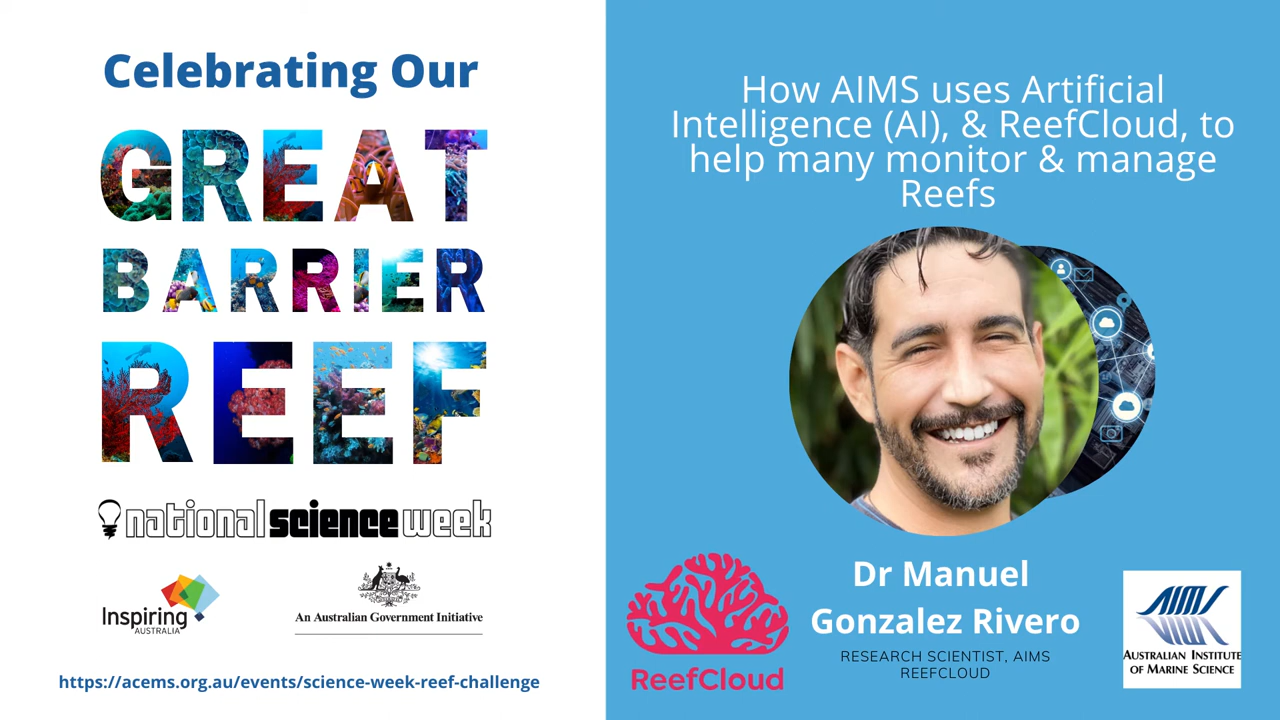 Celebrating Our
GREAT
BARRIER
REEF
national science week
Inspiring
AUSTRALIA
An Australian Government Initiative
https://acems.org.au/events/science-week-reef-challenge
How AIMS uses Artificial
Intelligence (AI), & ReefCloud, to
help many monitor & manage
Reefs
ReefCloud
Dr Manuel
Gonzalez Rivero
RESEARCH SCIENTIST, AIMS
REEFCLOUD
AIMS
AUSTRALIAN INSTITUTE
OF MARINE SCIENCE